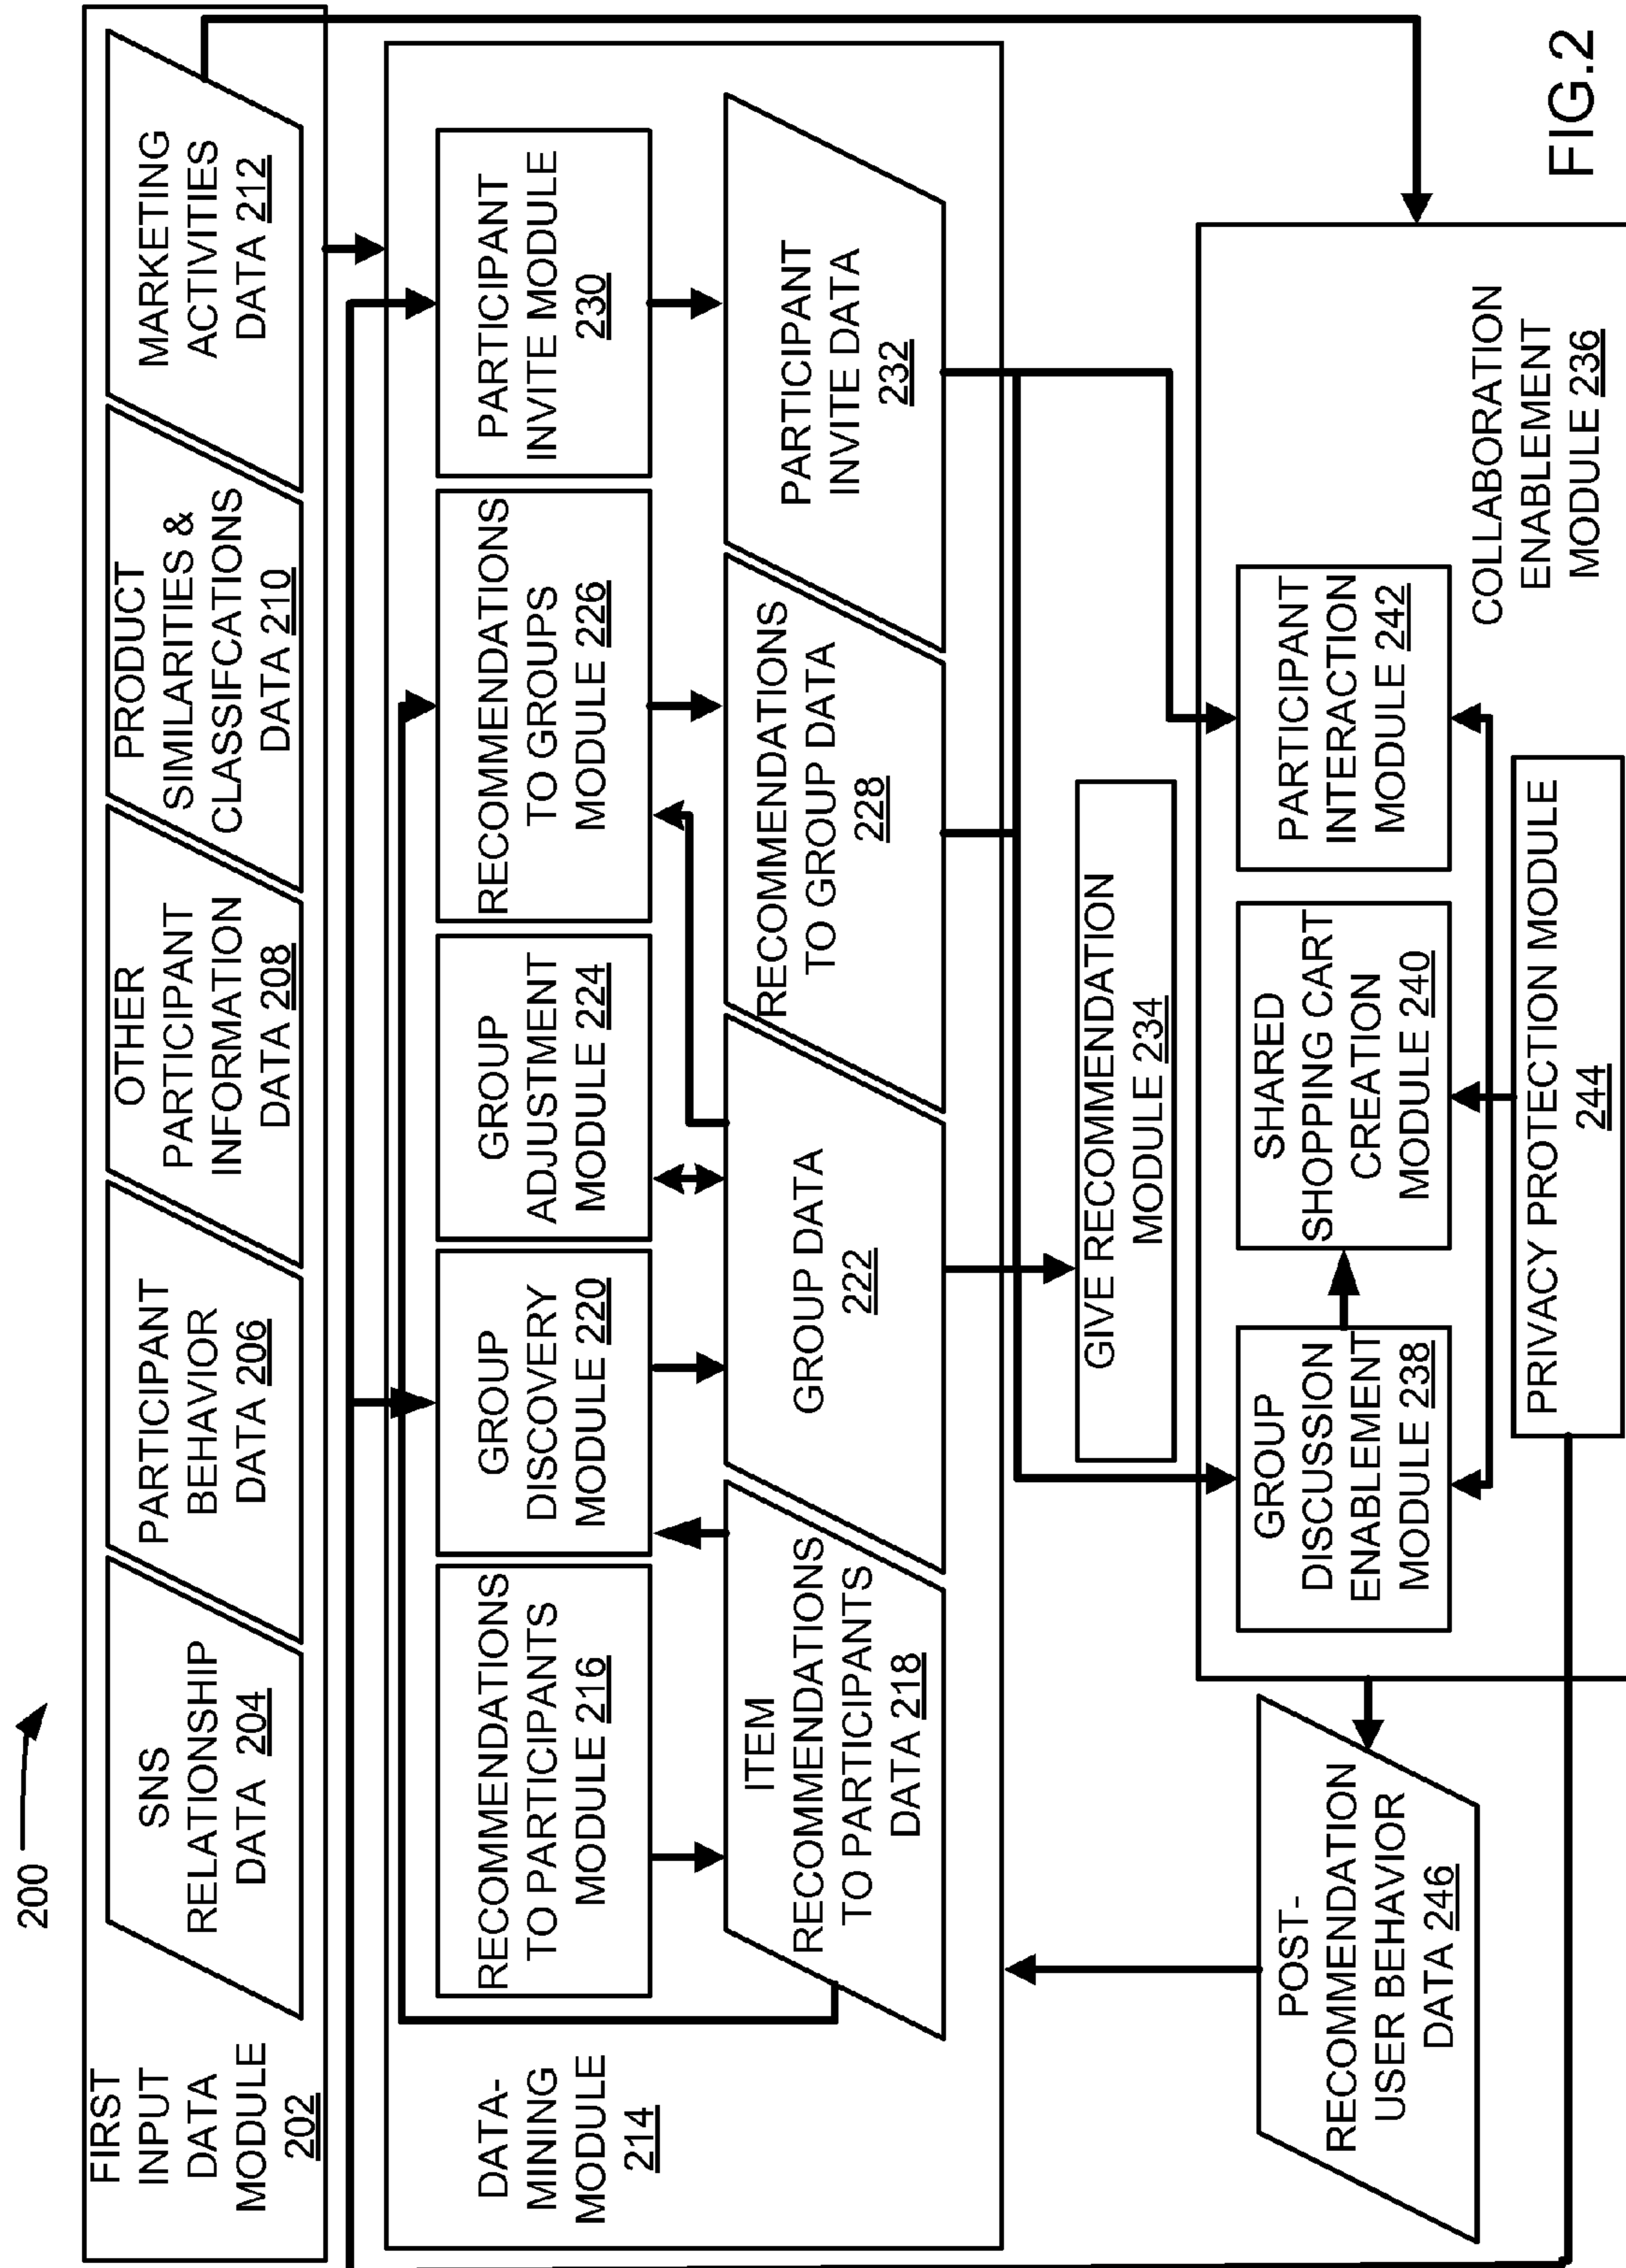 200
FIRST
INPUT
DATA
MODULE
202
SNS
RELATIONSHIP
DATA 204
PARTICIPANT
BEHAVIOR
DATA 206
OTHER
PARTICIPANT
INFORMATION
DATA 208
PRODUCT
SIMILARITIES &
CLASSIFCATIONS
DATA 210
MARKETING
ACTIVITIES
DATA 212
DATA-
MINING
MODULE
214
RECOMMENDATIONS
TO PARTICIPANTS
MODULE 216
GROUP
DISCOVERY
MODULE 220
GROUP
ADJUSTMENT
MODULE 224
RECOMMENDATIONS
TO GROUPS
MODULE 226
PARTICIPANT
INVITE MODULE
230
ITEM
RECOMMENDATIONS
TO PARTICIPANTS
DATA 218
GROUP DATA
222
RECOMMENDATIONS
TO GROUP DATA
228
PARTICIPANT
INVITE DATA
232
GIVE RECOMMENDATION
MODULE 234
POST-
RECOMMENDATION
USER BEHAVIOR
DATA 246
GROUP
DISCUSSION
ENABLEMENT
MODULE 238
SHARED
SHOPPING CART
CREATION
MODULE 240
PARTICIPANT
INTERACTION
MODULE 242
COLLABORATION
ENABLEMENT
MODULE 236
PRIVACY PROTECTION MODULE
244
FIG.2